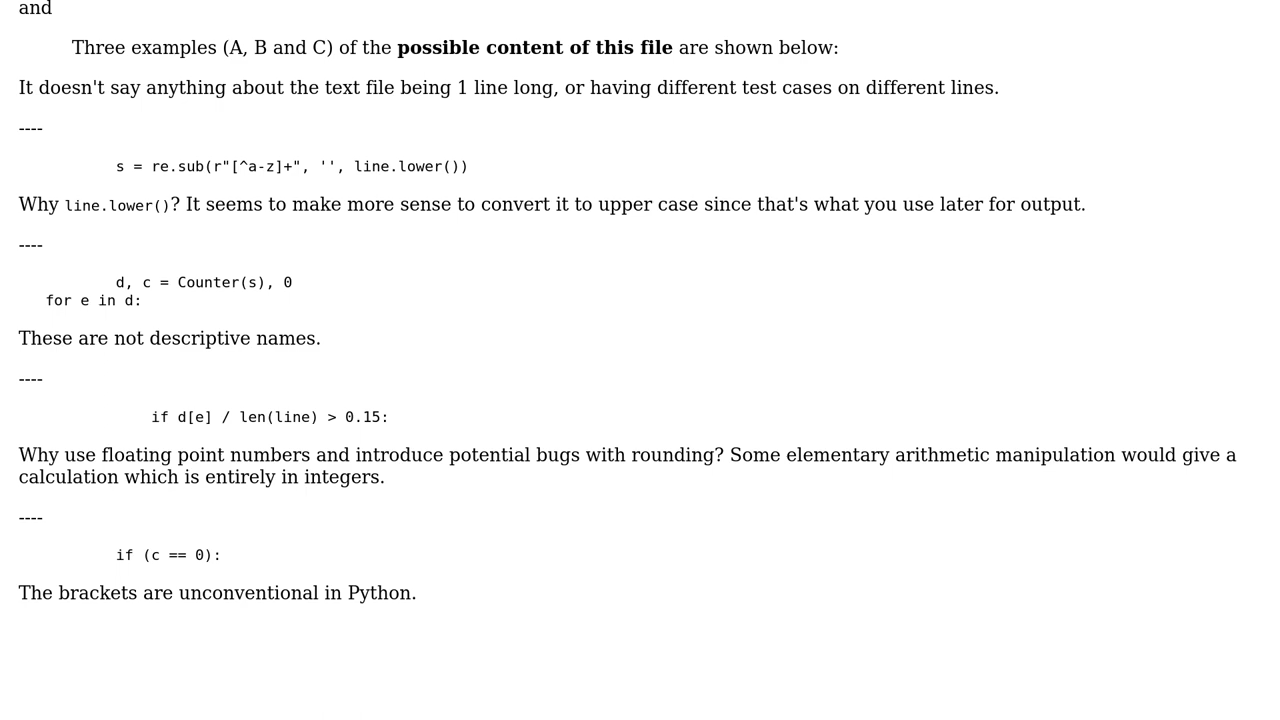 and
Three examples (A, B and C) of the possible content of this file are shown below:
It doesn't say anything about the text file being 1 line long, or having different test cases on different lines.
----
s = re.sub(r"[^a-z]+", '', line.lower())
Why line.lower()? It seems to make more sense to convert it to upper case since that's what you use later for output.
----
d, c = Counter(s), 0
for e in d:
These are not descriptive names.
----
if d[e] / len(line) > 0.15:
Why use floating point numbers and introduce potential bugs with rounding? Some elementary arithmetic manipulation would give a
calculation which is entirely in integers.
----
if (c == 0):
The brackets are unconventional in Python.